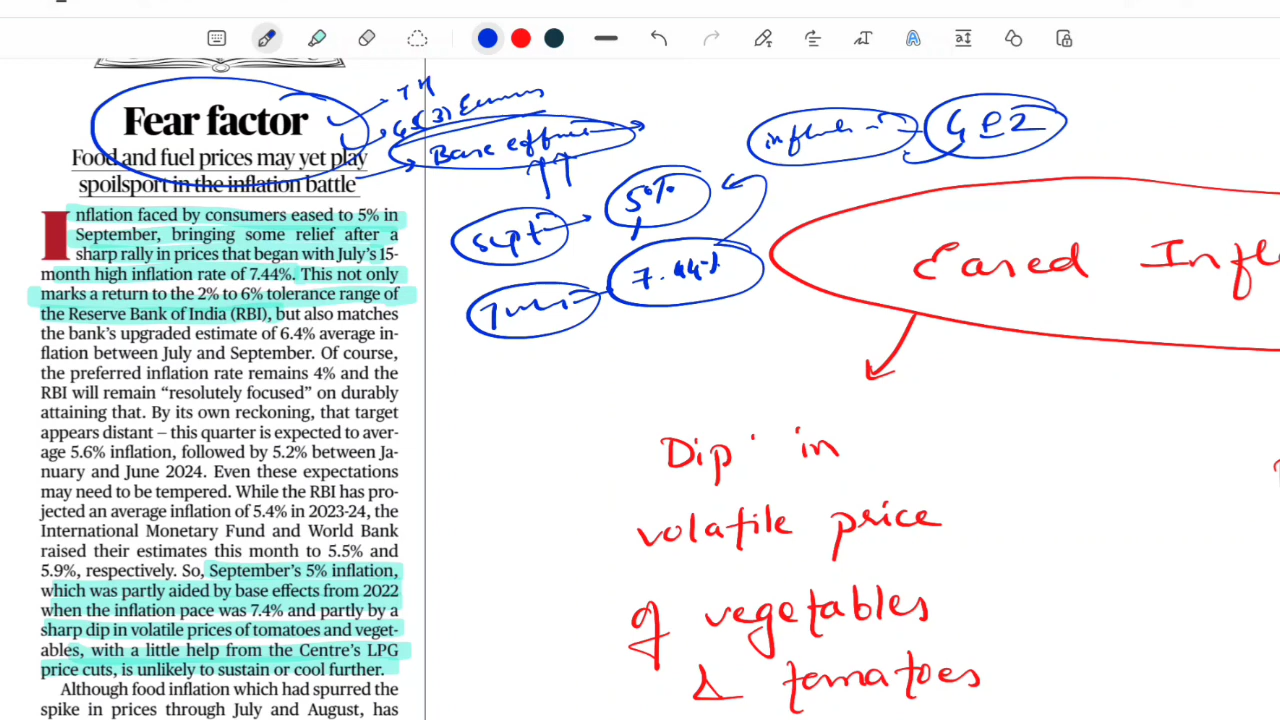 Fear factor
Food and fuel prices may yet play
spoilsport in the inflation battle
Inflation faced by consumers eased to 5% in
September, bringing some relief after a
sharp rally in prices that began with July's 15-
month high inflation rate of 7.44%. This not only
marks a return to the 2% to 6% tolerance range of
the Reserve Bank of India (RBI), but also matches
the bank's upgraded estimate of 6.4% average in-
flation between July and September. Of course,
the preferred inflation rate remains 4% and the
RBI will remain “resolutely focused” on durably
attaining that. By its own reckoning, that target
appears distant – this quarter is expected to aver-
age 5.6% inflation, followed by 5.2% between Ja-
nuary and June 2024. Even these expectations
may need to be tempered. While the RBI has pro-
jected an average inflation of 5.4% in 2023-24, the
International Monetary Fund and World Bank
raised their estimates this month to 5.5% and
5.9%, respectively. So, September's 5% inflation,
which was partly aided by base effects from 2022
when the inflation pace was 7.4% and partly by a
sharp dip in volatile prices of tomatoes and veget-
ables, with a little help from the Centre's LPG
price cuts, is unlikely to sustain or cool further.
Although food inflation which had spurred the
spike in prices through July and August, has
Base
Sept
5%
7.44%
Eased Infl
Dip in
volatile price
of vegetables
& tomatoes